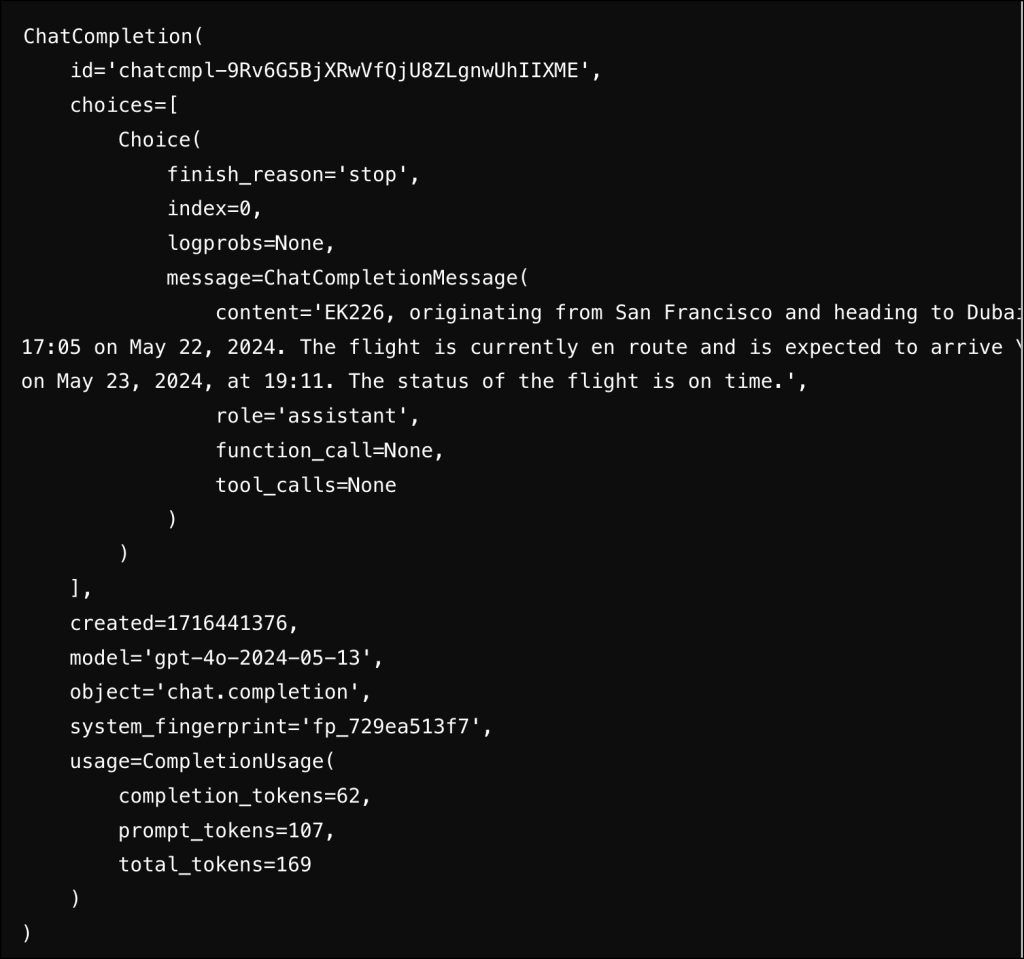 ChatCompletion(
    id='chatcmpl-9Rv6G5BjXRwVfQjU8ZLgnwUhIIXME',
    choices=[
        Choice(
            finish_reason='stop',
            index=0,
            logprobs=None,
            message=ChatCompletionMessage(
                content='EK226, originating from San Francisco and heading to Dubai
17:05 on May 22, 2024. The flight is currently en route and is expected to arrive \
on May 23, 2024, at 19:11. The status of the flight is on time.',
                role='assistant',
                function_call=None,
                tool_calls=None
            )
        )
    ],
    created=1716441376,
    model='gpt-4o-2024-05-13',
    object='chat.completion',
    system_fingerprint='fp_729ea513f7',
    usage=CompletionUsage(
        completion_tokens=62,
        prompt_tokens=107,
        total_tokens=169
    )
)